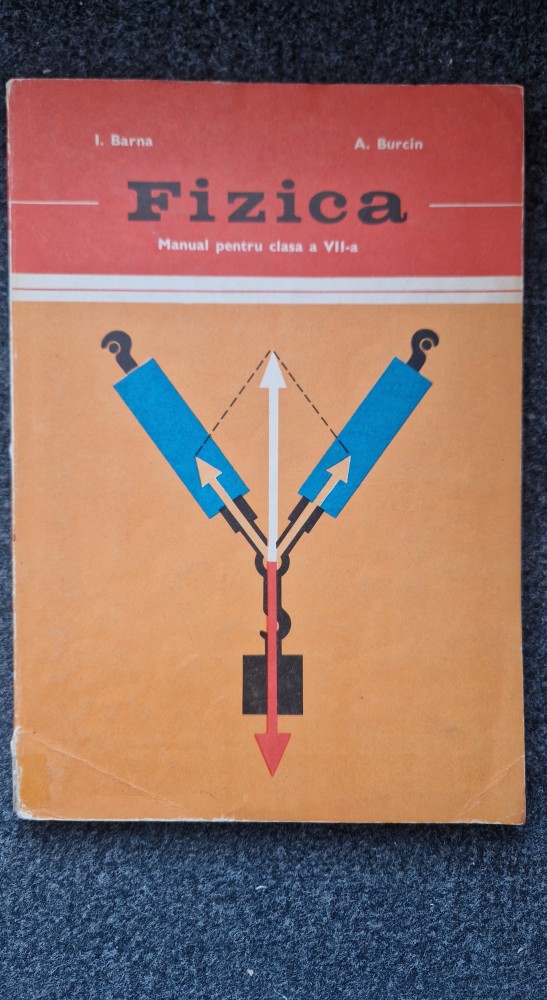 I. Barna
A. Burcin
Fizica
Manual pentru clasa a VII-a